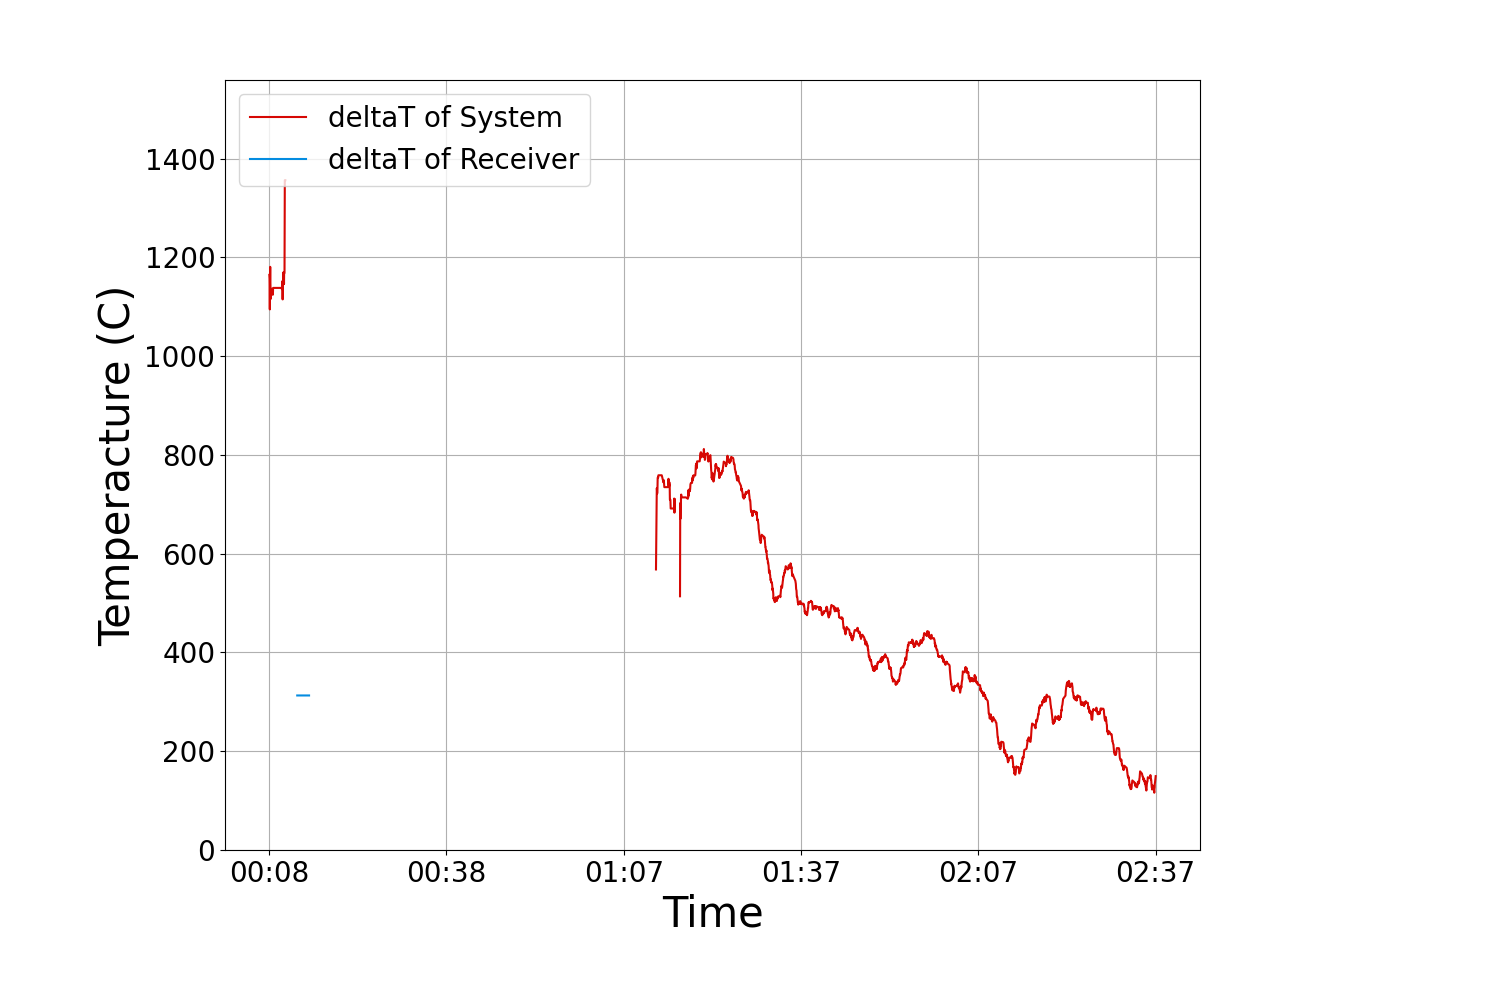 deltaT of System
deltaT of Receiver
Temperacture (C)
1400
1200
1000
800
600
400
200
0
00:08 00:38 01:07 01:37 02:07 02:37
Time